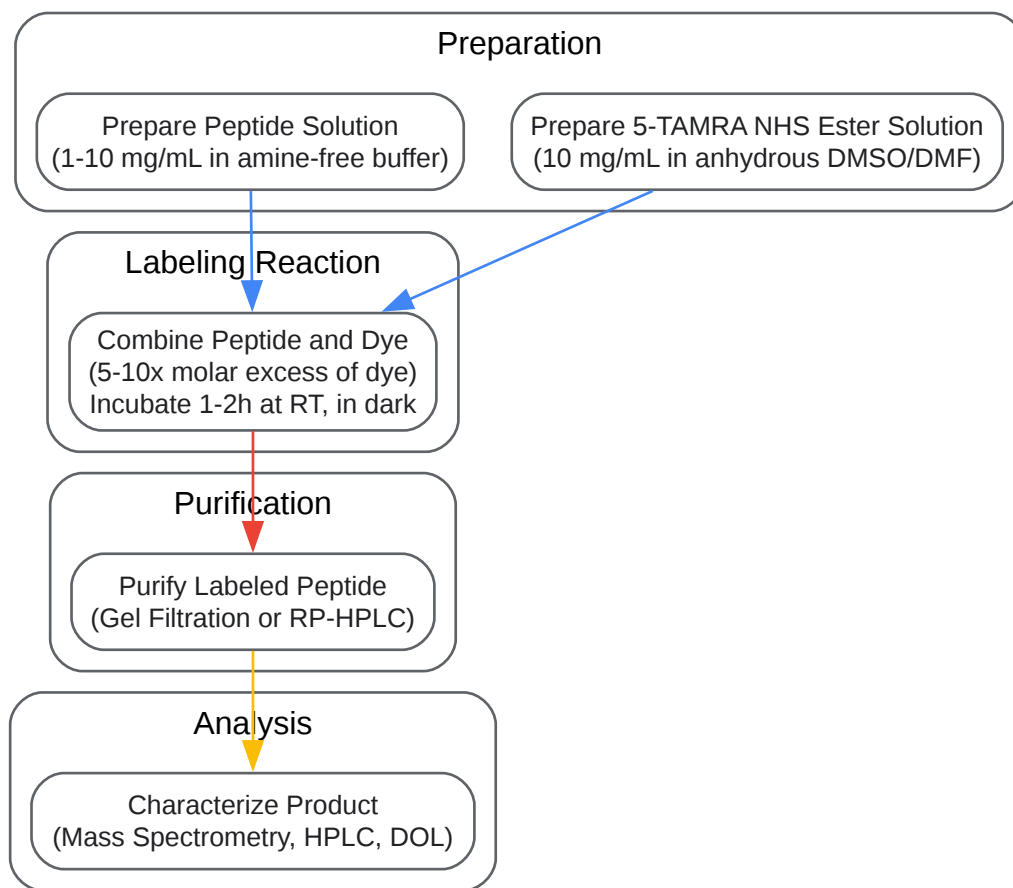 Preparation
Prepare Peptide Solution
(1-10 mg/mL in amine-free buffer)
Prepare 5-TAMRA NHS Ester Solution
(10 mg/mL in anhydrous DMSO/DMF)
Labeling Reaction
Combine Peptide and Dye
(5-10x molar excess of dye)
Incubate 1-2h at RT, in dark
Purification
Purify Labeled Peptide
(Gel Filtration or RP-HPLC)
Analysis
Characterize Product
(Mass Spectrometry, HPLC, DOL)